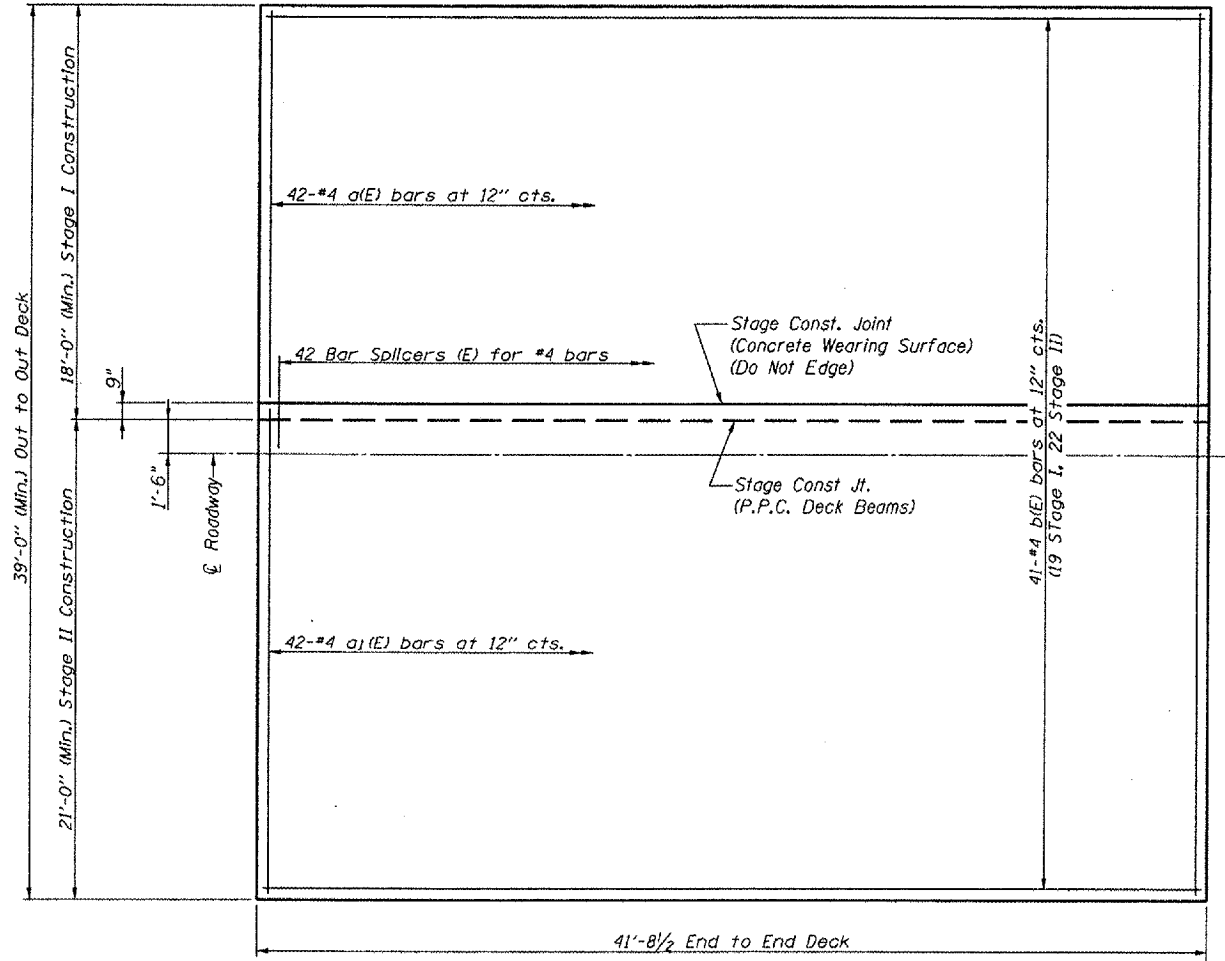 39'-0" (Min.) Out to Out Deck
18'-0" (Min.) Stage I Construction
21'-0" (Min.) Stage II Construction
9"
1'-6"
℄ Roadway
42-#4 a(E) bars at 12" cts.
42 Bar Splicers (E) for #4 bars
Stage Const. Joint
(Concrete Wearing Surface)
(Do Not Edge)
Stage Const Jt.
(P.P.C. Deck Beams)
41-#4 b(E) bars at 12" cts.
(19 STage I, 22 Stage II)
42-#4 a1(E) bars at 12" cts.
41'-8½ End to End Deck